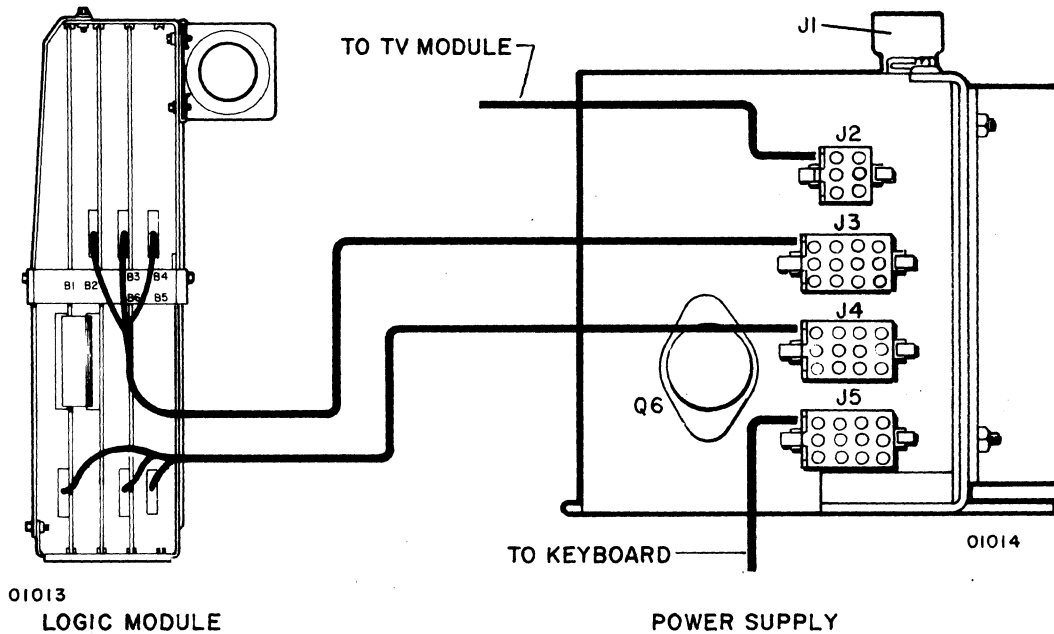 J1
TO TV MODULE
J2
J3
B3 B4
B1 B2
B6 B5
J4
Q6
J5
TO KEYBOARD
01014
01013
LOGIC MODULE
POWER SUPPLY